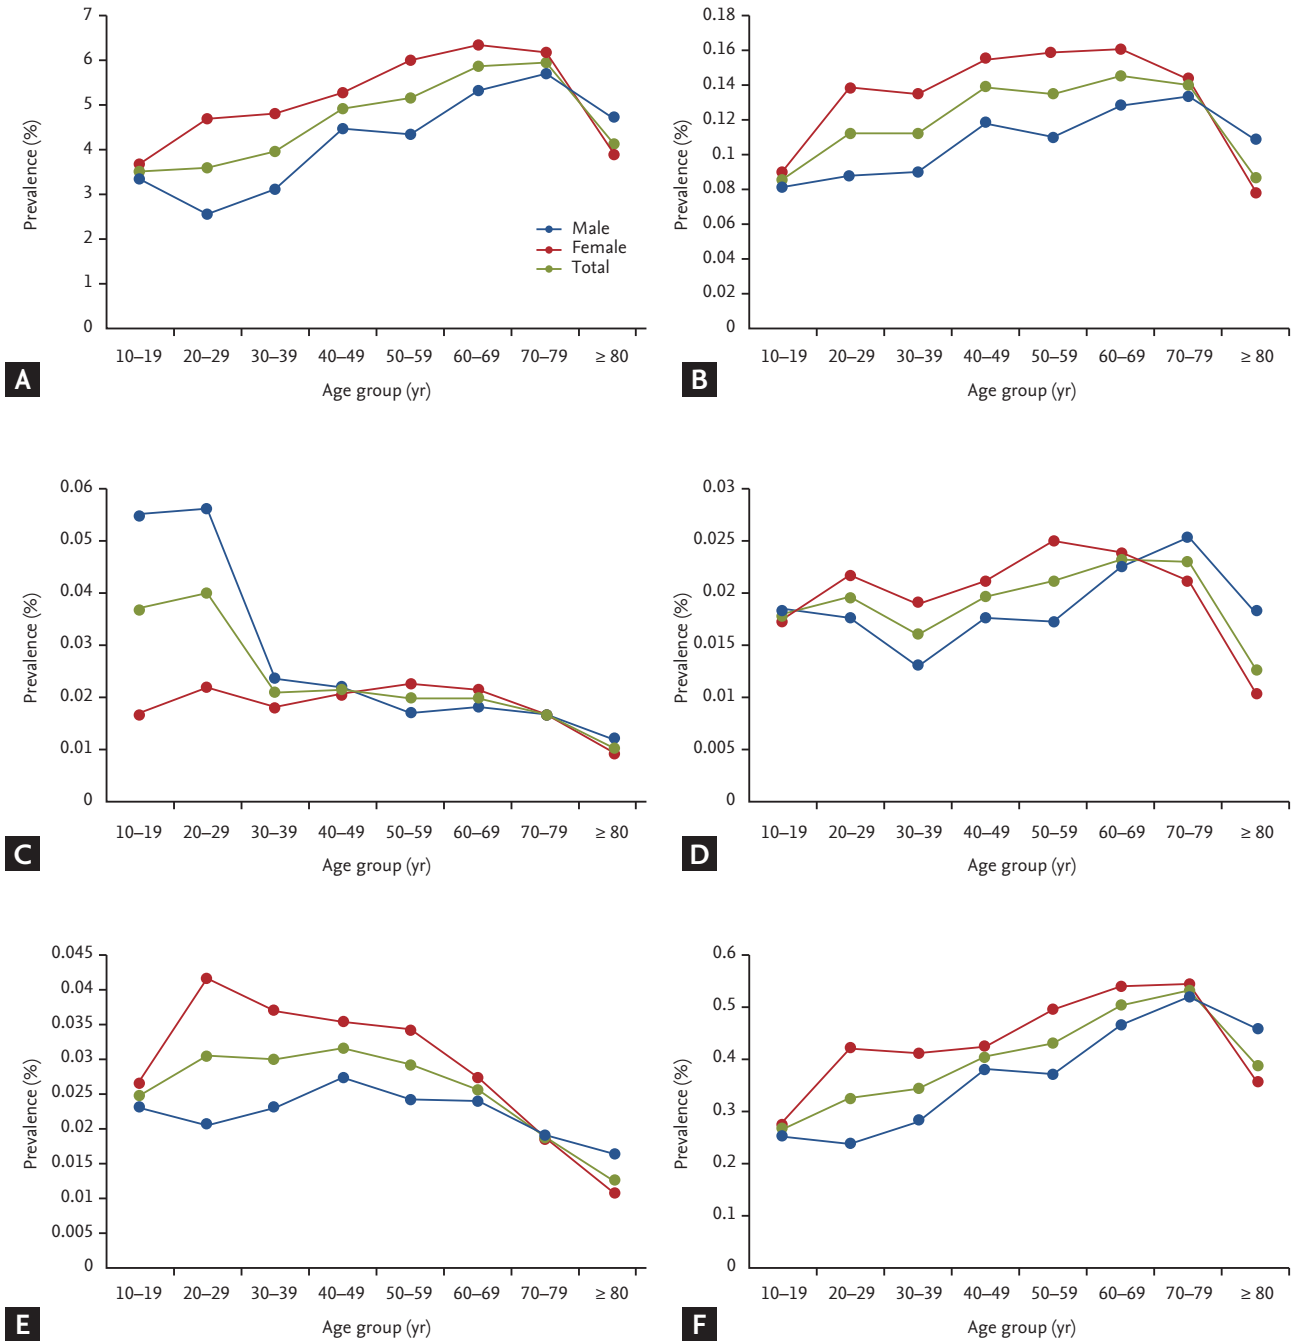 7
6
5
4
3
2
1
0
Prevalence (%)
Male
Female
Total
10–19 20–29 30–39 40–49 50–59 60–69 70–79 ≥ 80
Age group (yr)
A
0.18
0.16
0.14
0.12
0.1
0.08
0.06
0.04
0.02
0
Prevalence (%)
10–19 20–29 30–39 40–49 50–59 60–69 70–79 ≥ 80
Age group (yr)
B
0.06
0.05
0.04
0.03
0.02
0.01
0
Prevalence (%)
10–19 20–29 30–39 40–49 50–59 60–69 70–79 ≥ 80
Age group (yr)
C
0.03
0.025
0.02
0.015
0.01
0.005
0
Prevalence (%)
10–19 20–29 30–39 40–49 50–59 60–69 70–79 ≥ 80
Age group (yr)
D
0.045
0.04
0.035
0.03
0.025
0.02
0.015
0.01
0.005
0
Prevalence (%)
10–19 20–29 30–39 40–49 50–59 60–69 70–79 ≥ 80
Age group (yr)
E
0.6
0.5
0.4
0.3
0.2
0.1
0
Prevalence (%)
10–19 20–29 30–39 40–49 50–59 60–69 70–79 ≥ 80
Age group (yr)
F